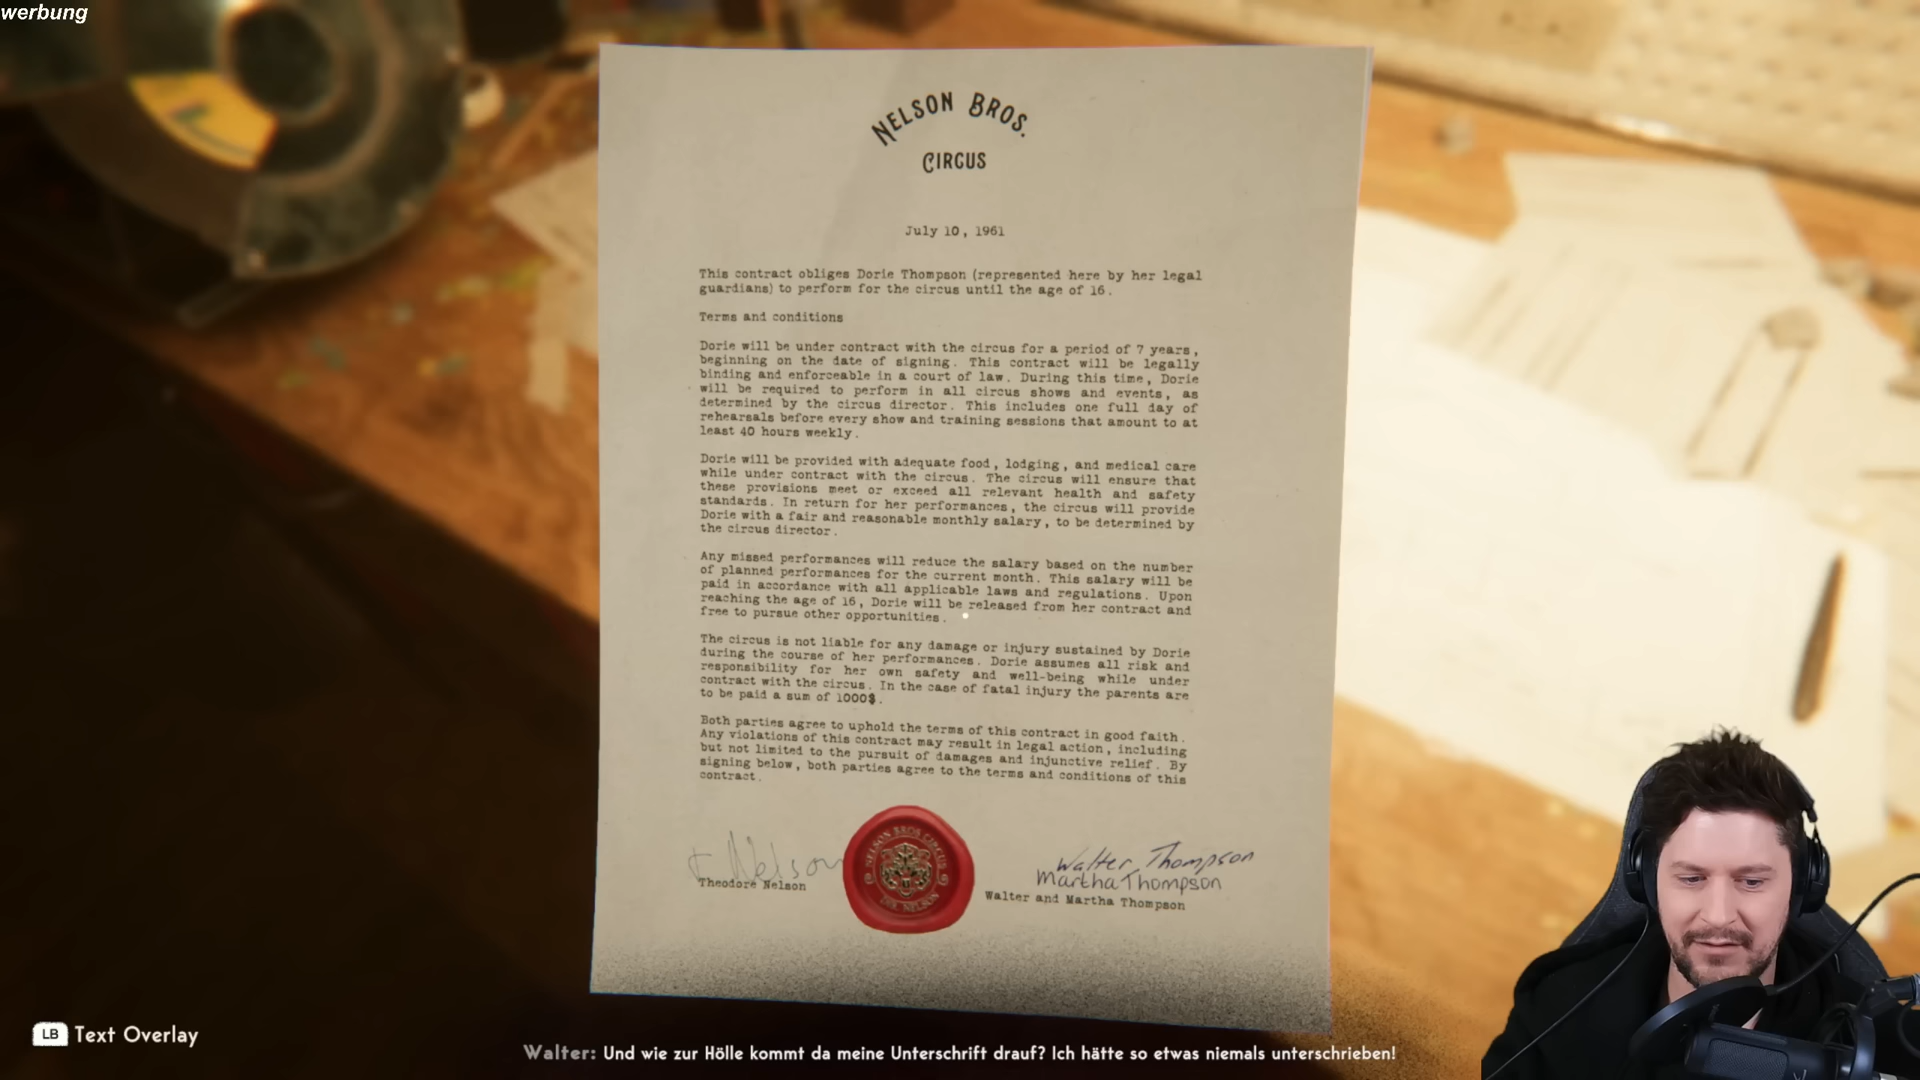 werbung
NELSON BROS.
CIRCUS
July 10, 1961
This contract obliges Dorie Thompson (represented here by her legal
guardians) to perform for the circus until the age of 16.
Terms and conditions
Dorie will be under contract with the circus for a period of 7 years,
beginning on the date of signing. This contract will be legally
binding and enforceable in a court of law. During this time, Dorie
will be required to perform in all circus shows and events, as
determined by the circus director. This includes one full day of
rehearsals before every show and training sessions that amount to at
least 40 hours weekly.
Dorie will be provided with adequate food, lodging, and medical care
while under contract with the circus. The circus will ensure that
these provisions meet or exceed all relevant health and safety
standards. In return for her performances, the circus will provide
Dorie with a fair and reasonable monthly salary, to be determined by
the circus director.
Any missed performances will reduce the salary based on the number
of planned performances for the current month. This salary will be
paid in accordance with all applicable laws and regulations. Upon
reaching the age of 16, Dorie will be released from her contract and
free to pursue other opportunities.
The circus is not liable for any damage or injury sustained by Dorie
during the course of her performances. Dorie assumes all risk and
responsibility for her own safety and well-being while under
contract with the circus. In the case of fatal injury the parents are
to be paid a sum of 1000$.
Both parties agree to uphold the terms of this contract in good faith.
Any violations of this contract may result in legal action, including
but not limited to the pursuit of damages and injunctive relief. By
signing below, both parties agree to the terms and conditions of this
contract.
t Nelson
Theodore Nelson
NELSON BROS CIRCUS
DIR. NELSON
Walter Thompson
Martha Thompson
Walter and Martha Thompson
LB Text Overlay
Walter: Und wie zur Hölle kommt da meine Unterschrift drauf? Ich hätte so etwas niemals unterschrieben!